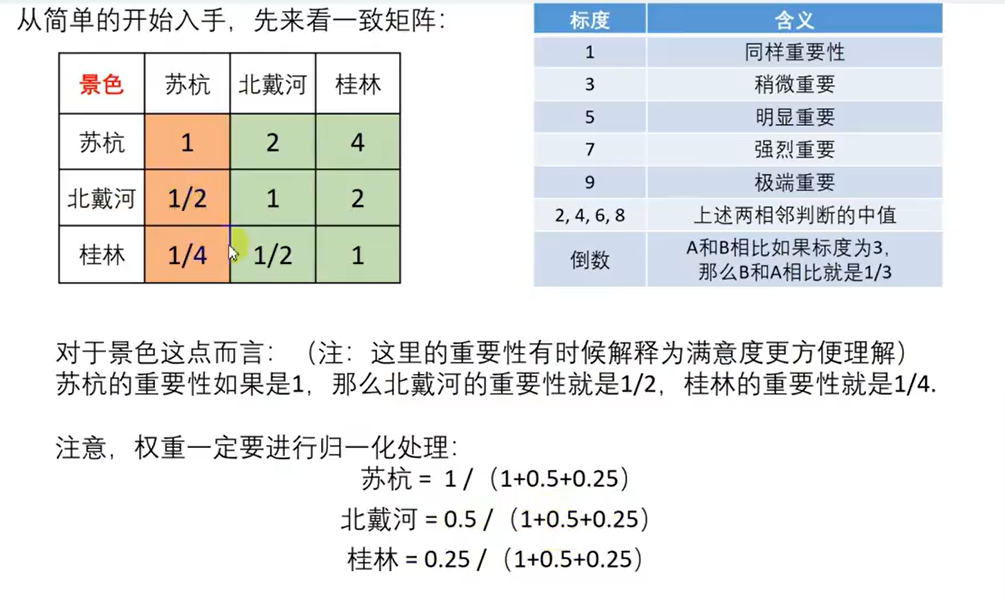 从简单的开始入手，先来看一致矩阵：
景色 苏杭 北戴河 桂林
苏杭 1 2 4
北戴河 1/2 1 2
桂林 1/4 1/2 1
标度 含义
1 同样重要性
3 稍微重要
5 明显重要
7 强烈重要
9 极端重要
2, 4, 6, 8 上述两相邻判断的中值
倒数 A和B相比如果标度为3，
那么B和A相比就是1/3
对于景色这点而言：（注：这里的重要性有时候解释为满意度更方便理解）
苏杭的重要性如果是1，那么北戴河的重要性就是1/2，桂林的重要性就是1/4.
注意，权重一定要进行归一化处理：
苏杭 = 1 /（1+0.5+0.25）
北戴河 = 0.5 /（1+0.5+0.25）
桂林 = 0.25 /（1+0.5+0.25）